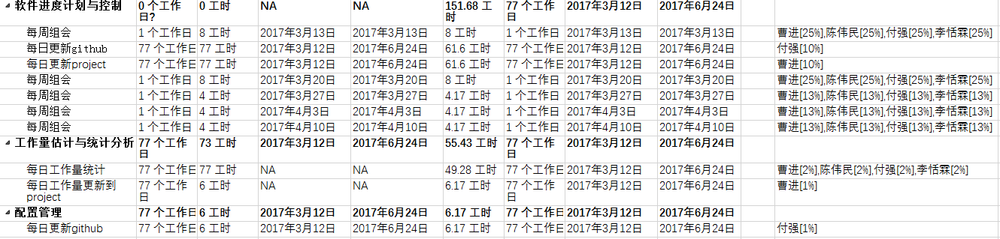 软件进度计划与控制 0 个工作日? 0 工时 NA NA 151.68 工时 77 个工作日 2017年3月12日 2017年6月24日
每周组会 1 个工作日 8 工时 2017年3月13日 2017年3月13日 8 工时 1 个工作日 2017年3月13日 2017年3月13日 曹进[25%],陈伟民[25%],付强[25%],李恬霖[25%]
每日更新github 77 个工作日 77 工时 2017年3月12日 2017年6月24日 61.6 工时 77 个工作日 2017年3月12日 2017年6月24日 付强[10%]
每日更新project 77 个工作日 77 工时 2017年3月12日 2017年6月24日 61.6 工时 77 个工作日 2017年3月12日 2017年6月24日 曹进[10%]
每周组会 1 个工作日 8 工时 2017年3月20日 2017年3月20日 8 工时 1 个工作日 2017年3月20日 2017年3月20日 曹进[25%],陈伟民[25%],付强[25%],李恬霖[25%]
每周组会 1 个工作日 4 工时 2017年3月27日 2017年3月27日 4.17 工时 1 个工作日 2017年3月27日 2017年3月27日 曹进[13%],陈伟民[13%],付强[13%],李恬霖[13%]
每周组会 1 个工作日 4 工时 2017年4月3日 2017年4月3日 4.17 工时 1 个工作日 2017年4月3日 2017年4月3日 曹进[13%],陈伟民[13%],付强[13%],李恬霖[13%]
每周组会 1 个工作日 4 工时 2017年4月10日 2017年4月10日 4.17 工时 1 个工作日 2017年4月10日 2017年4月10日 曹进[13%],陈伟民[13%],付强[13%],李恬霖[13%]
工作量估计与统计分析 77 个工作日 73 工时 2017年3月12日 2017年6月24日 55.43 工时 77 个工作日 2017年3月12日 2017年6月24日
每日工作量统计 77 个工作日 77 工时 NA NA 49.28 工时 77 个工作日 2017年3月12日 2017年6月24日 曹进[2%],陈伟民[2%],付强[2%],李恬霖[2%]
每日工作量更新到project 77 个工作日 6 工时 NA NA 6.17 工时 77 个工作日 2017年3月12日 2017年6月24日 曹进[1%]
配置管理 77 个工作日 6 工时 2017年3月12日 2017年6月24日 6.17 工时 77 个工作日 2017年3月12日 2017年6月24日
每日更新github 77 个工作日 6 工时 2017年3月12日 2017年6月24日 6.17 工时 77 个工作日 2017年3月12日 2017年6月24日 付强[1%]